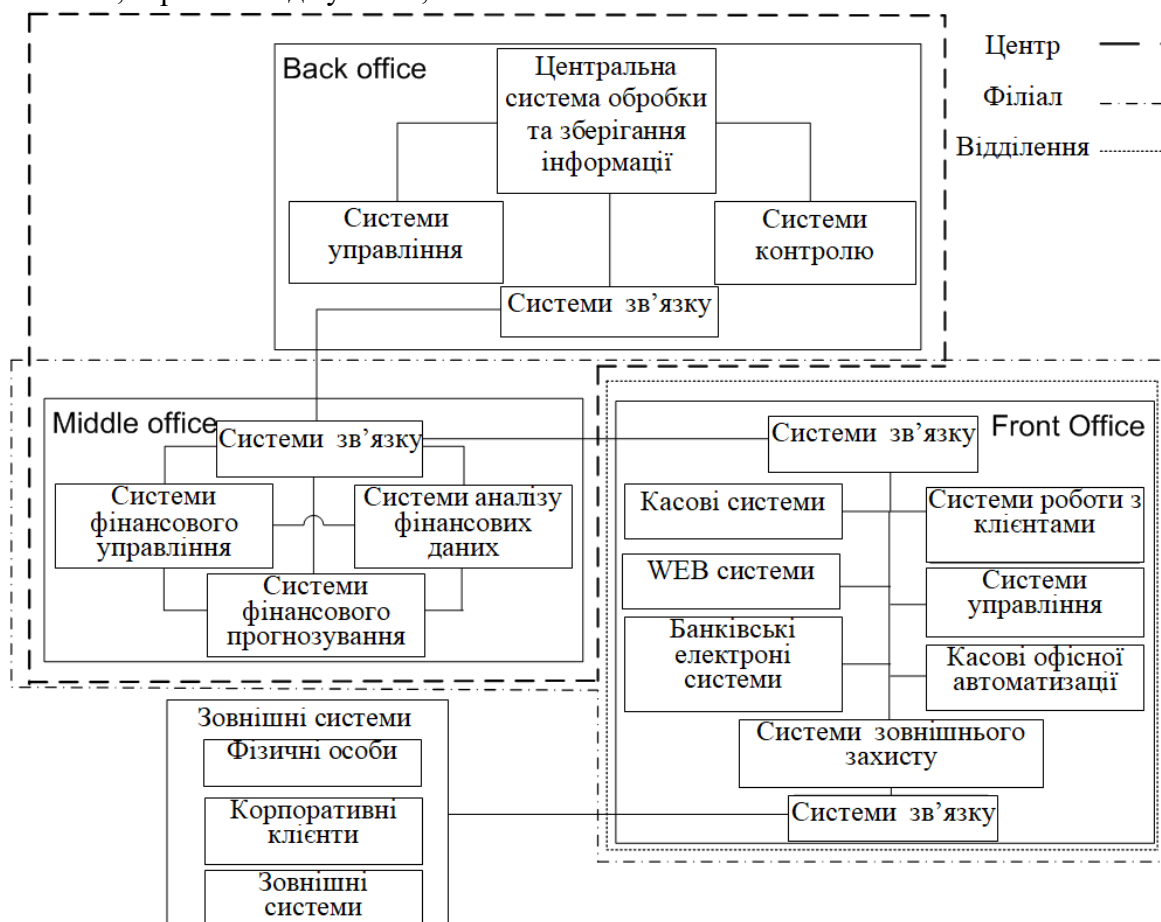 Back office
Центральна
система обробки
та зберігання
інформації
Системи
управління
Системи
контролю
Системи зв’язку
Центр
Філіал
Відділення
Middle office
Системи зв’язку
Системи
фінансового
управління
Системи аналізу
фінансових
даних
Системи
фінансового
прогнозування
Front Office
Системи зв’язку
Касові системи
Системи роботи з
клієнтами
WEB системи
Системи
управління
Банківські
електроні
системи
Касові офісної
автоматизації
Системи зовнішнього
захисту
Системи зв’язку
Зовнішні системи
Фізичні особи
Корпоративні
клієнти
Зовнішні
системи